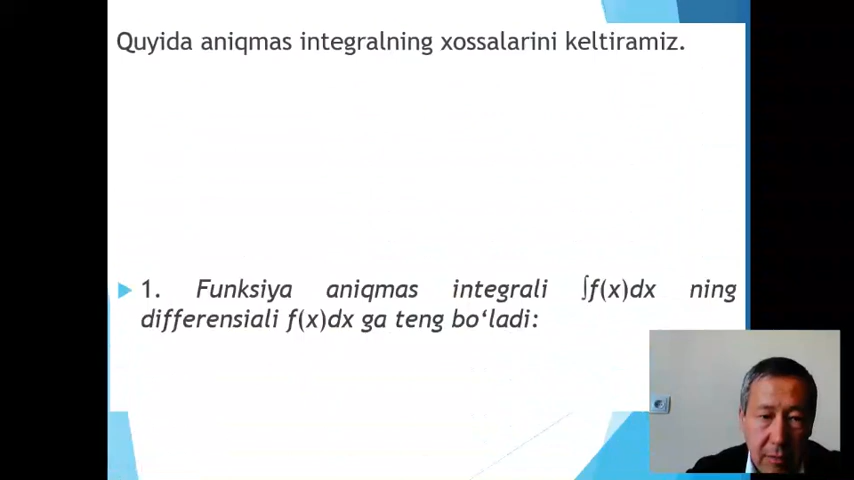 Quyida aniqmas integralning xossalarini keltiramiz.
1. Funksiya aniqmas integrali ∫f(x)dx ning
differensiali f(x)dx ga teng bo‘ladi: